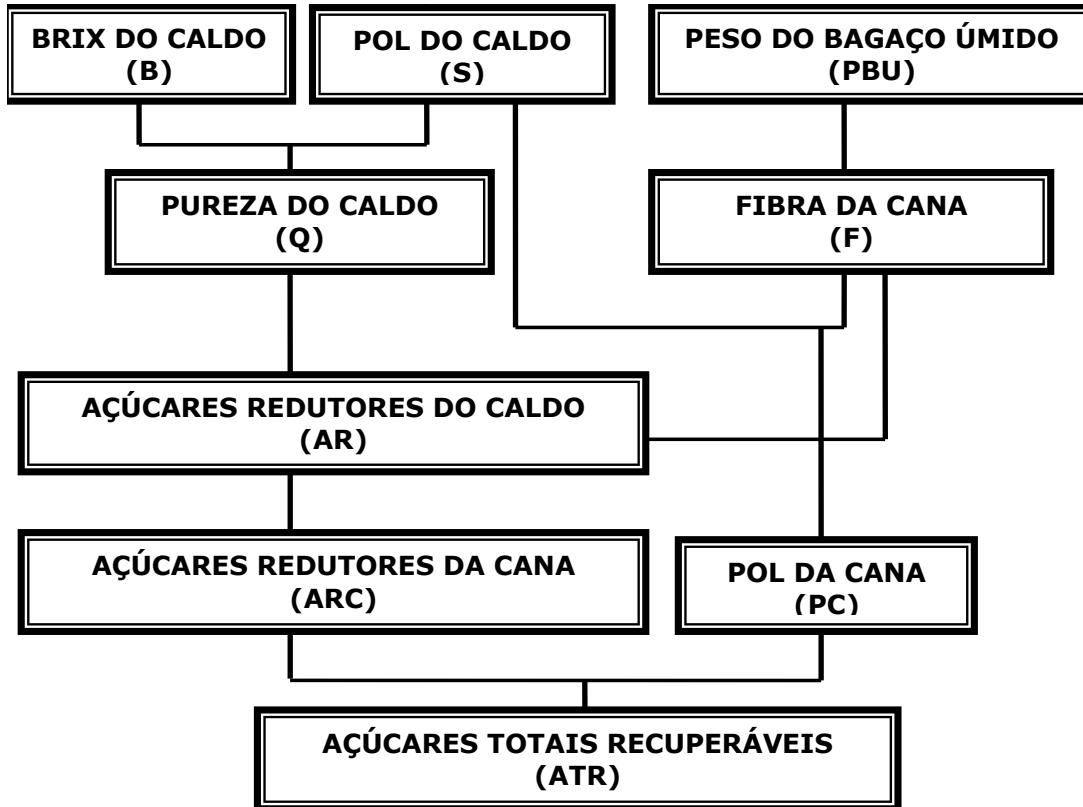 BRIX DO CALDO
(B)
POL DO CALDO
(S)
PESO DO BAGAÇO ÚMIDO
(PBU)
PUREZA DO CALDO
(Q)
FIBRA DA CANA
(F)
AÇÚCARES REDUTORES DO CALDO
(AR)
AÇÚCARES REDUTORES DA CANA
(ARC)
POL DA CANA
(PC)
AÇÚCARES TOTAIS RECUPERÁVEIS
(ATR)